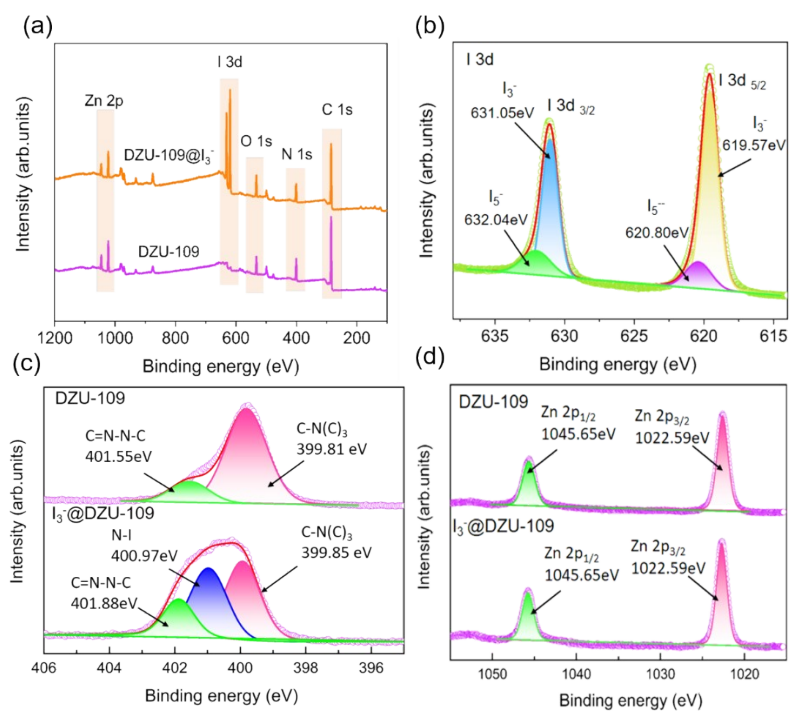 (a)
Intensity (arb.units)
Zn 2p
I 3d
O 1s
N 1s
C 1s
DZU-109@I₃⁻
DZU-109
1200
1000
800
600
400
200
Binding energy (eV)
(b)
Intensity (arb.units)
I 3d
I₃⁻
631.05eV
I 3d 3/2
I 3d 5/2
I₃⁻
619.57eV
I₅⁻
632.04eV
I₅⁻⁻
620.80eV
635
630
625
620
615
Binding energy (eV)
(c)
Intensity (arb.units)
DZU-109
C=N-N-C
401.55eV
C-N(C)₃
399.81 eV
I₃⁻@DZU-109
N-I
400.97eV
C-N(C)₃
399.85 eV
C=N-N-C
401.88eV
406
404
402
400
398
396
Binding energy (eV)
(d)
Intensity (arb.units)
DZU-109
Zn 2p₁/₂
1045.65eV
Zn 2p₃/₂
1022.59eV
I₃⁻@DZU-109
Zn 2p₁/₂
1045.65eV
Zn 2p₃/₂
1022.59eV
1050
1040
1030
1020
Binding energy (eV)